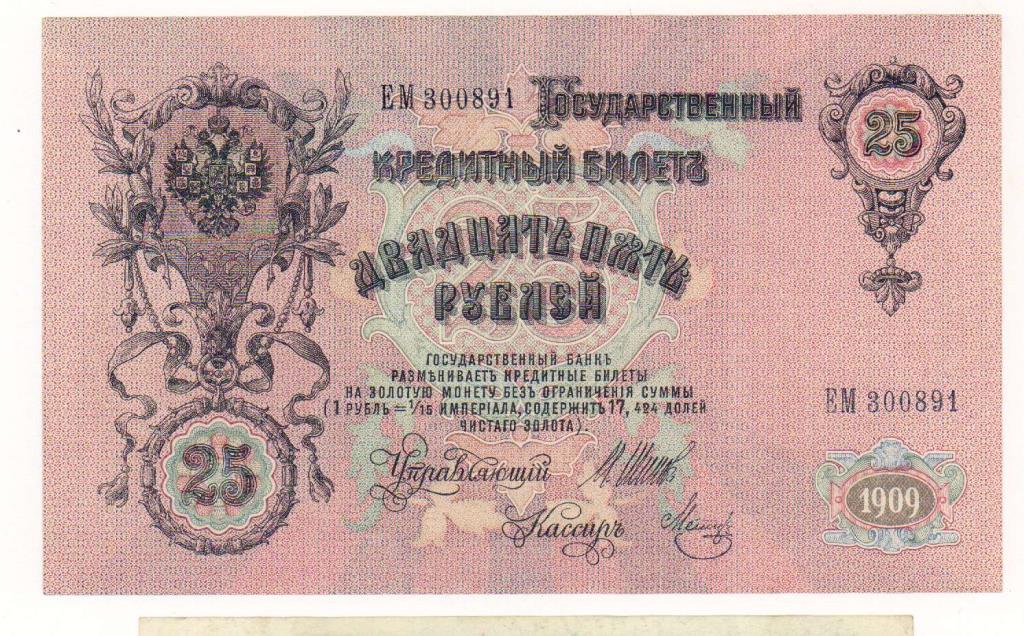 ЕМ 300891 ГОСУДАРСТВЕННЫЙ
КРЕДИТНЫЙ БИЛЕТЪ
ДВАДЦАТЬ ПЯТЬ
РУБЛЕЙ
25
ГОСУДАРСТВЕННЫЙ БАНКЪ
РАЗМѢНИВАЕТЪ КРЕДИТНЫЕ БИЛЕТЫ
НА ЗОЛОТУЮ МОНЕТУ БЕЗЪ ОГРАНИЧЕНІЯ СУММЫ
(1 РУБЛЬ = 1/15 ИМПЕРІАЛА, СОДЕРЖИТЪ 17, 424 ДОЛЕЙ
ЧИСТАГО ЗОЛОТА).
ЕМ 300891
25
Управляющій
Кассиръ
1909